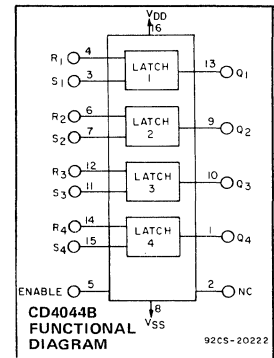 VDD
16
R1 4 LATCH 1 13 Q1
S1 3
R2 6 LATCH 2 9 Q2
S2 7
R3 12 LATCH 3 10 Q3
S3 11
R4 14 LATCH 4 1 Q4
S4 15
ENABLE 5 2 NC
8
VSS
CD4044B
FUNCTIONAL
DIAGRAM
92CS-20222